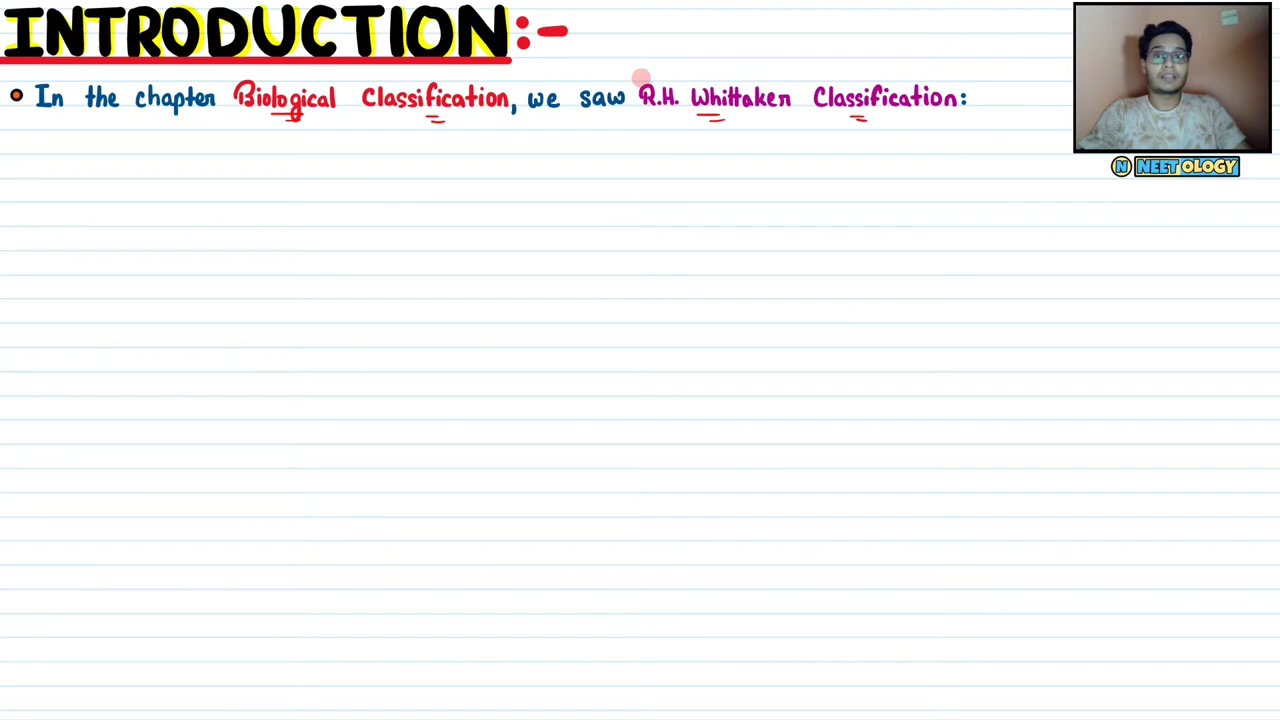 INTRODUCTION:-
In the chapter Biological Classification, we saw R.H. Whittaker Classification:
N NEETOLOGY